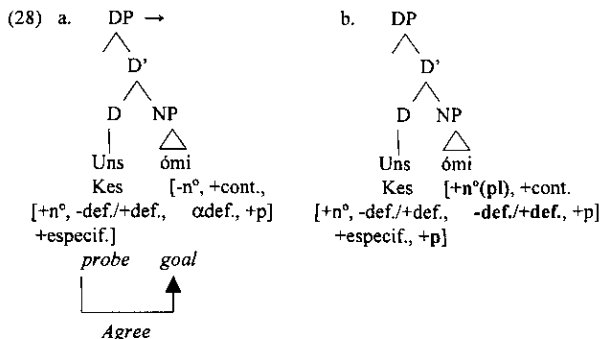 (28) a. DP → b. DP
D' D'
D NP D NP
Uns ómi Uns ómi
Kes [-nº, +cont., Kes [+nº(pl), +cont.
[+nº, -def./+def., αdef., +p] [+nº, -def./+def., -def./+def., +p]
+especif.] +especif., +p]
probe goal
Agree